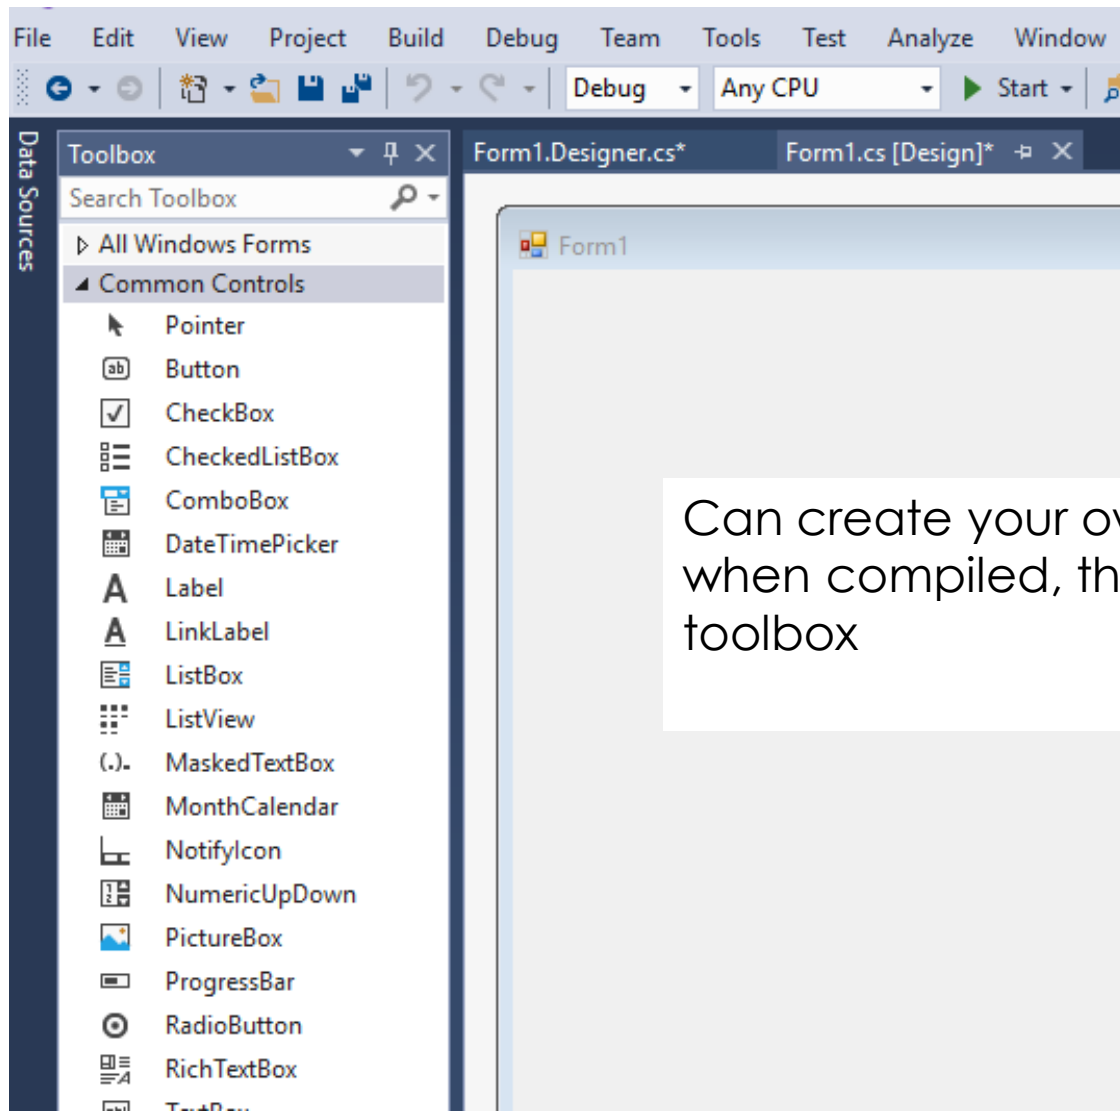 File Edit View Project Build Debug Team Tools Test Analyze Window
Debug Any CPU Start
Data Sources
Toolbox
Search Toolbox
All Windows Forms
Common Controls
Pointer
Button
CheckBox
CheckedListBox
ComboBox
DateTimePicker
Label
LinkLabel
ListBox
ListView
MaskedTextBox
MonthCalendar
NotifyIcon
NumericUpDown
PictureBox
ProgressBar
RadioButton
RichTextBox
Form1.Designer.cs* Form1.cs [Design]*
Form1
Can create your
when compiled,
toolbox